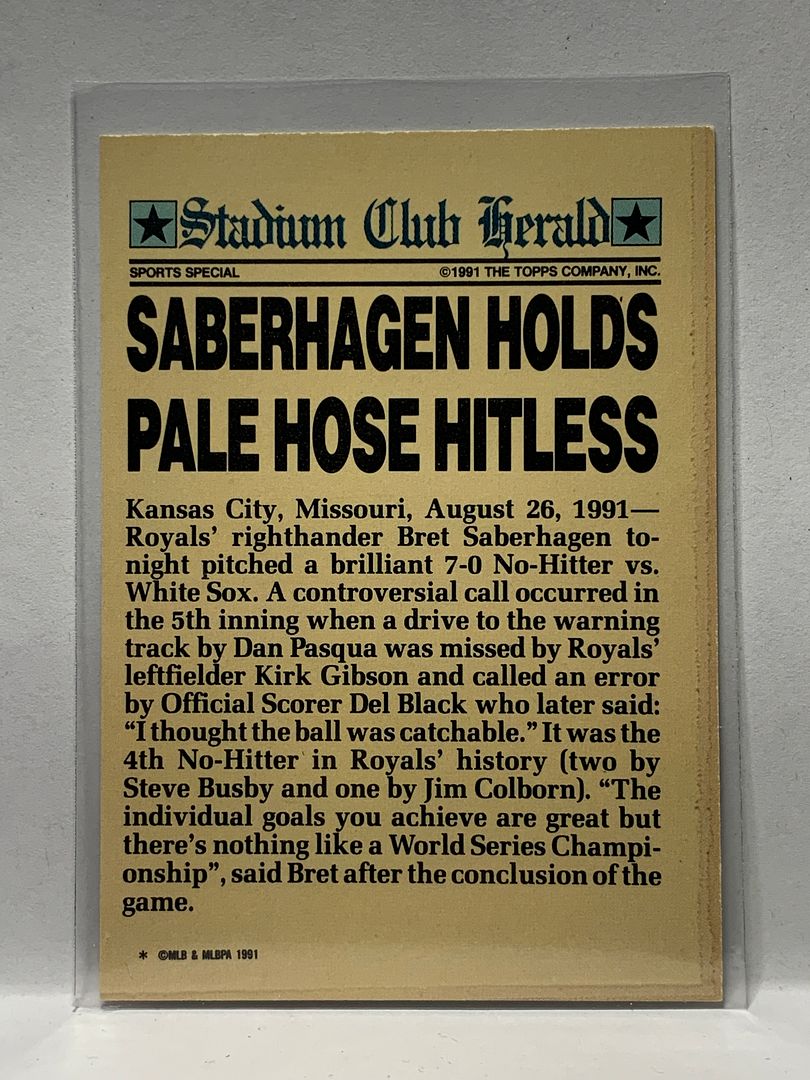 Stadium Club Herald
SPORTS SPECIAL ©1991 THE TOPPS COMPANY, INC.
SABERHAGEN HOLDS
PALE HOSE HITLESS
Kansas City, Missouri, August 26, 1991—
Royals' righthander Bret Saberhagen to-
night pitched a brilliant 7-0 No-Hitter vs.
White Sox. A controversial call occurred in
the 5th inning when a drive to the warning
track by Dan Pasqua was missed by Royals'
leftfielder Kirk Gibson and called an error
by Official Scorer Del Black who later said:
“I thought the ball was catchable.” It was the
4th No-Hitter in Royals' history (two by
Steve Busby and one by Jim Colborn). “The
individual goals you achieve are great but
there's nothing like a World Series Champi-
onship”, said Bret after the conclusion of the
game.
* ©MLB & MLBPA 1991